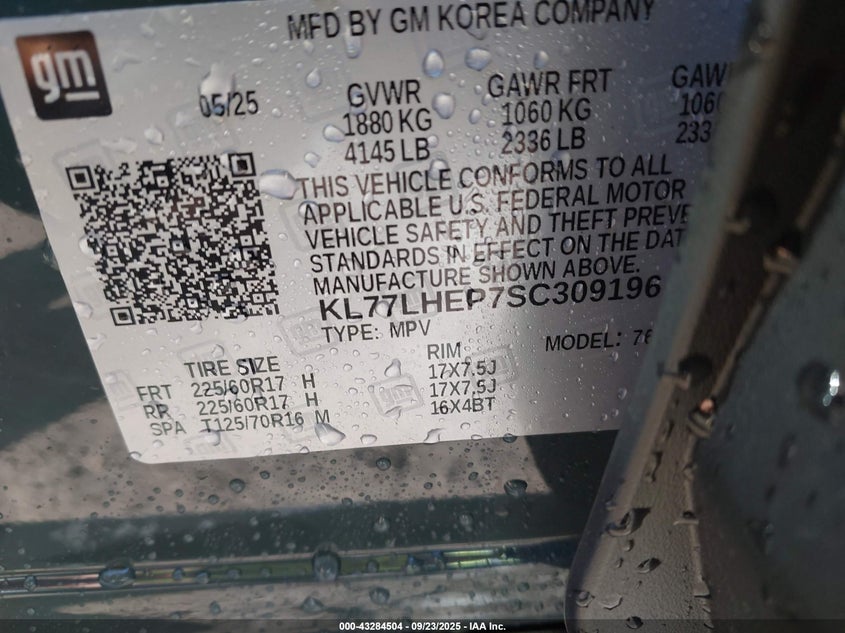 MFD BY GM KOREA COMPANY
gm
05/25
GVWR GAWR FRT
1880 KG 1060 KG
4145 LB 2336 LB
THIS VEHICLE CONFORMS TO ALL
APPLICABLE U.S. FEDERAL MOTOR
VEHICLE SAFETY AND THEFT
STANDARDS IN EFFECT ON THE
MANUFACTURE SHOWN ABOVE.
KL77LHEP7SC309196
TYPE: MPV MODEL:
TIRE SIZE RIM
FRT 225/60R17 H 17X7.5J
RR 225/60R17 H 17X7.5J
SPA T125/70R16 M 16X4BT
000-43284504 - 09/23/2025 - IAA Inc.